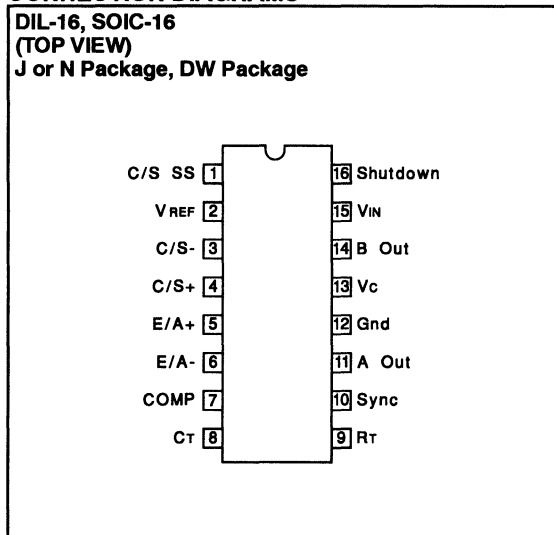 DIL-16, SOIC-16
(TOP VIEW)
J or N Package, DW Package
C/S SS 1
VREF 2
C/S- 3
C/S+ 4
E/A+ 5
E/A- 6
COMP 7
CT 8
16 Shutdown
15 VIN
14 B Out
13 Vc
12 Gnd
11 A Out
10 Sync
9 RT